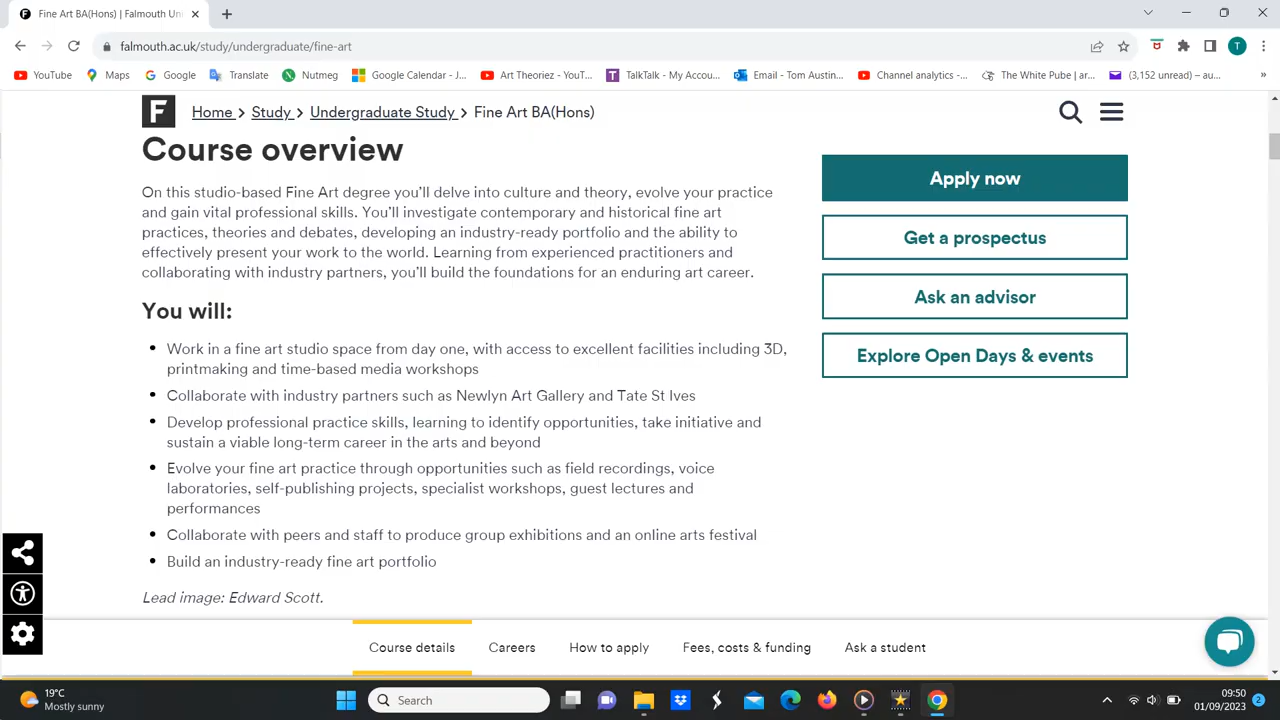 Fine Art BA(Hons) | Falmouth Un
falmouth.ac.uk/study/undergraduate/fine-art
T
YouTube
Maps
Google
Translate
Nutmeg
Google Calendar - J...
Art Theoriez - YouT...
TalkTalk - My Accou...
Email - Tom Austin...
Channel analytics -...
The White Pube | ar...
(3,152 unread) – au...
F
Home > Study > Undergraduate Study > Fine Art BA(Hons)
Course overview
On this studio-based Fine Art degree you'll delve into culture and theory, evolve your practice
and gain vital professional skills. You'll investigate contemporary and historical fine art
practices, theories and debates, developing an industry-ready portfolio and the ability to
effectively present your work to the world. Learning from experienced practitioners and
collaborating with industry partners, you'll build the foundations for an enduring art career.
You will:
• Work in a fine art studio space from day one, with access to excellent facilities including 3D,
printmaking and time-based media workshops
• Collaborate with industry partners such as Newlyn Art Gallery and Tate St Ives
• Develop professional practice skills, learning to identify opportunities, take initiative and
sustain a viable long-term career in the arts and beyond
• Evolve your fine art practice through opportunities such as field recordings, voice
laboratories, self-publishing projects, specialist workshops, guest lectures and
performances
• Collaborate with peers and staff to produce group exhibitions and an online arts festival
• Build an industry-ready fine art portfolio
Lead image: Edward Scott.
Apply now
Get a prospectus
Ask an advisor
Explore Open Days & events
Course details
Careers
How to apply
Fees, costs & funding
Ask a student
19°C
Mostly sunny
Search
09:50
01/09/2023
2